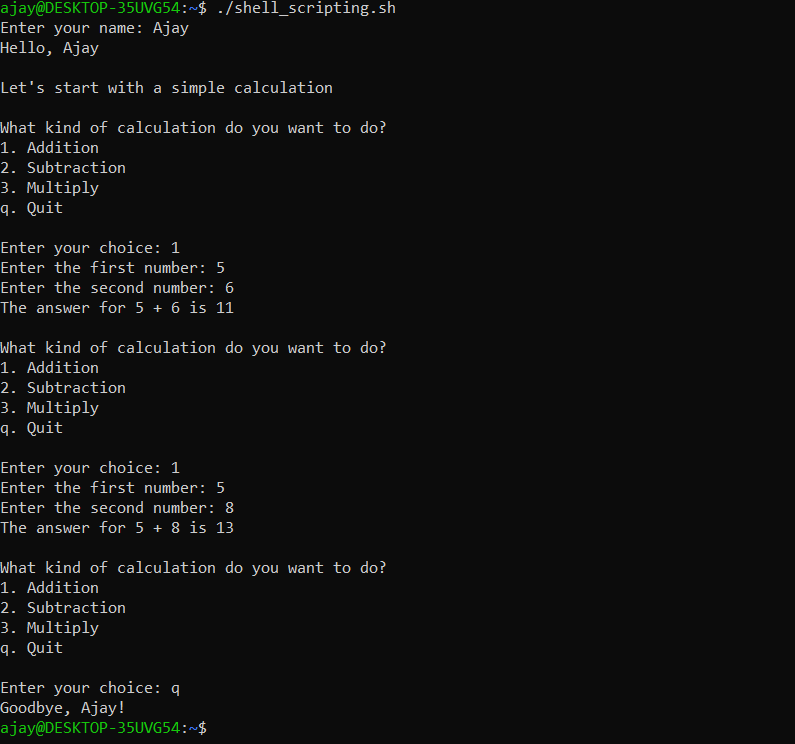 ajay@DESKTOP-35UVG54:~$ ./shell_scripting.sh
Enter your name: Ajay
Hello, Ajay
Let's start with a simple calculation
What kind of calculation do you want to do?
1. Addition
2. Subtraction
3. Multiply
q. Quit
Enter your choice: 1
Enter the first number: 5
Enter the second number: 6
The answer for 5 + 6 is 11
What kind of calculation do you want to do?
1. Addition
2. Subtraction
3. Multiply
q. Quit
Enter your choice: 1
Enter the first number: 5
Enter the second number: 8
The answer for 5 + 8 is 13
What kind of calculation do you want to do?
1. Addition
2. Subtraction
3. Multiply
q. Quit
Enter your choice: q
Goodbye, Ajay!
ajay@DESKTOP-35UVG54:~$